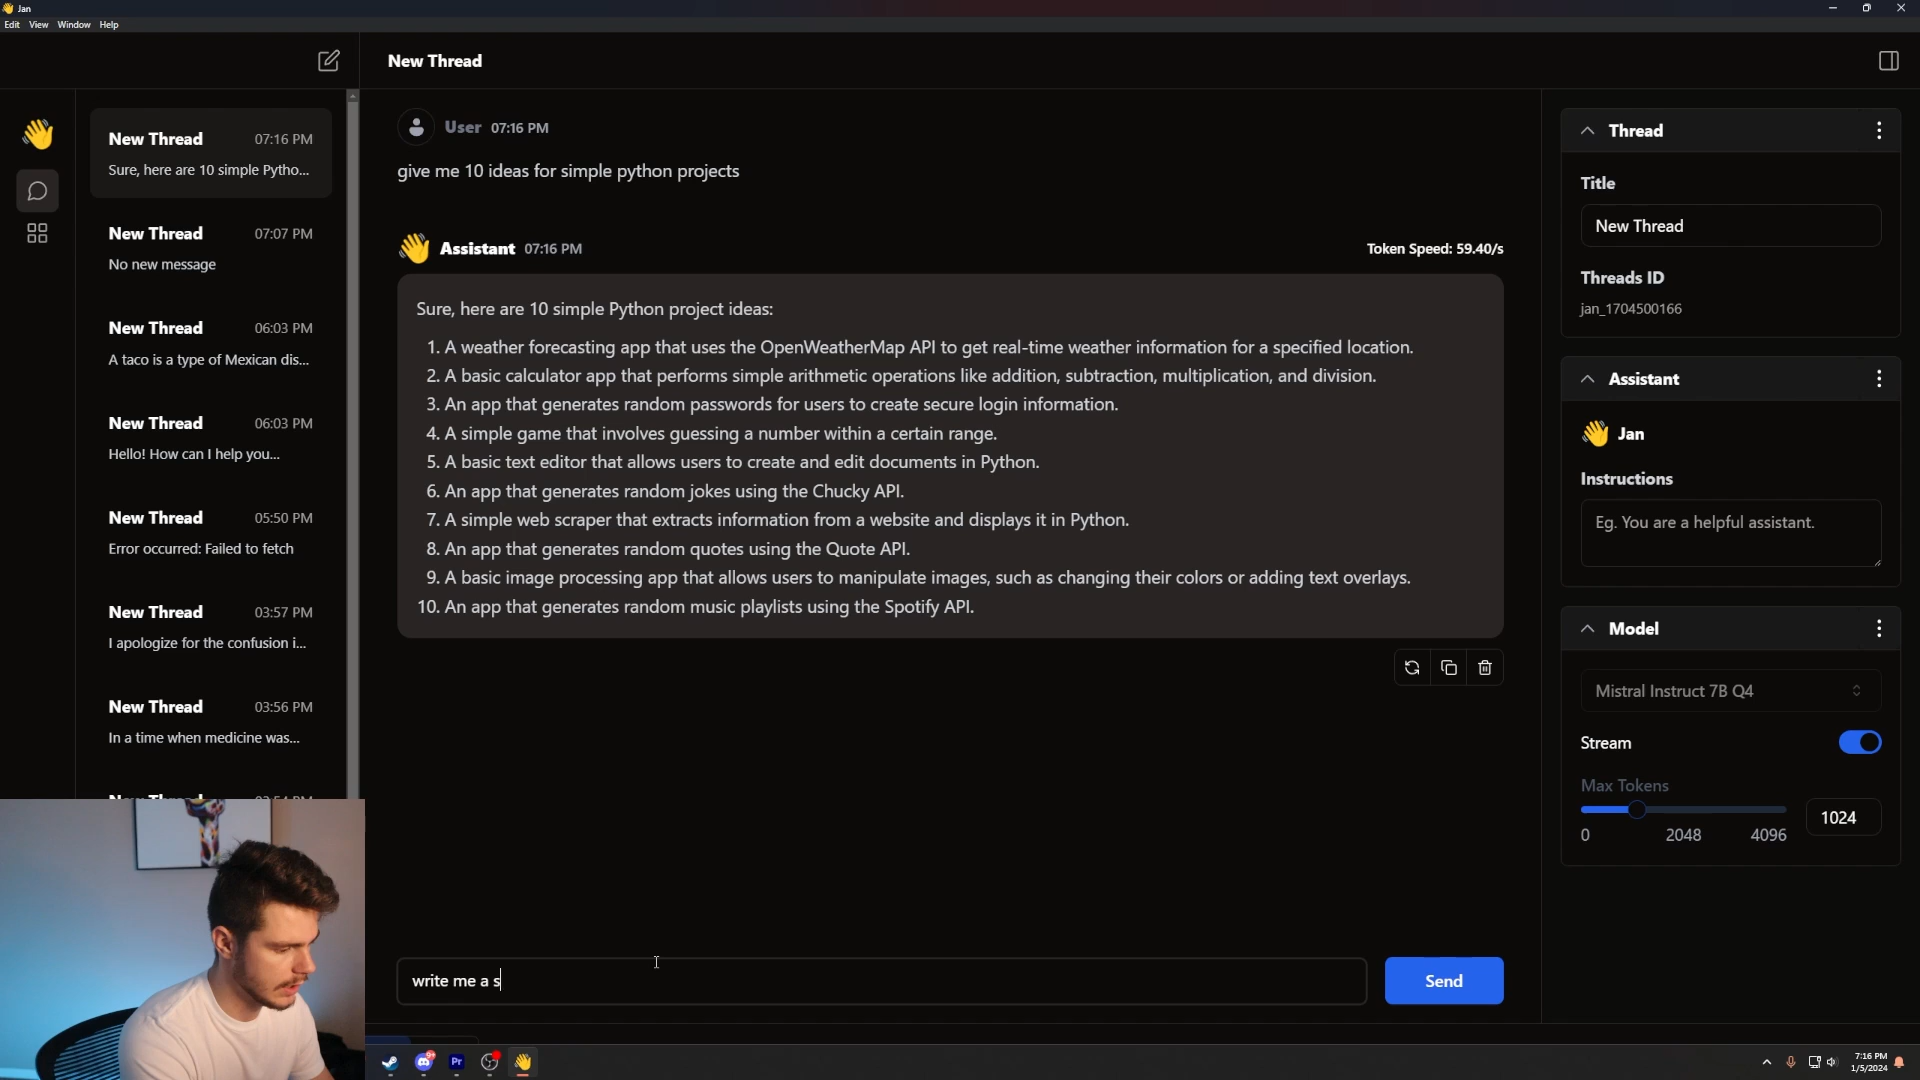 Jan
Edit View Window Help
New Thread
New Thread 07:16 PM
Sure, here are 10 simple Pytho...
New Thread 07:07 PM
No new message
New Thread 06:03 PM
A taco is a type of Mexican dis...
New Thread 06:03 PM
Hello! How can I help you...
New Thread 05:50 PM
Error occurred: Failed to fetch
New Thread 03:57 PM
I apologize for the confusion i...
New Thread 03:56 PM
In a time when medicine was...
User 07:16 PM
give me 10 ideas for simple python projects
Assistant 07:16 PM
Token Speed: 59.40/s
Sure, here are 10 simple Python project ideas:
1. A weather forecasting app that uses the OpenWeatherMap API to get real-time weather information for a specified location.
2. A basic calculator app that performs simple arithmetic operations like addition, subtraction, multiplication, and division.
3. An app that generates random passwords for users to create secure login information.
4. A simple game that involves guessing a number within a certain range.
5. A basic text editor that allows users to create and edit documents in Python.
6. An app that generates random jokes using the Chucky API.
7. A simple web scraper that extracts information from a website and displays it in Python.
8. An app that generates random quotes using the Quote API.
9. A basic image processing app that allows users to manipulate images, such as changing their colors or adding text overlays.
10. An app that generates random music playlists using the Spotify API.
write me a s
Send
Thread
Title
New Thread
Threads ID
jan_1704500166
Assistant
Jan
Instructions
Eg. You are a helpful assistant.
Model
Mistral Instruct 7B Q4
Stream
Max Tokens
1024
0 2048 4096
Pr
7:16 PM
1/5/2024